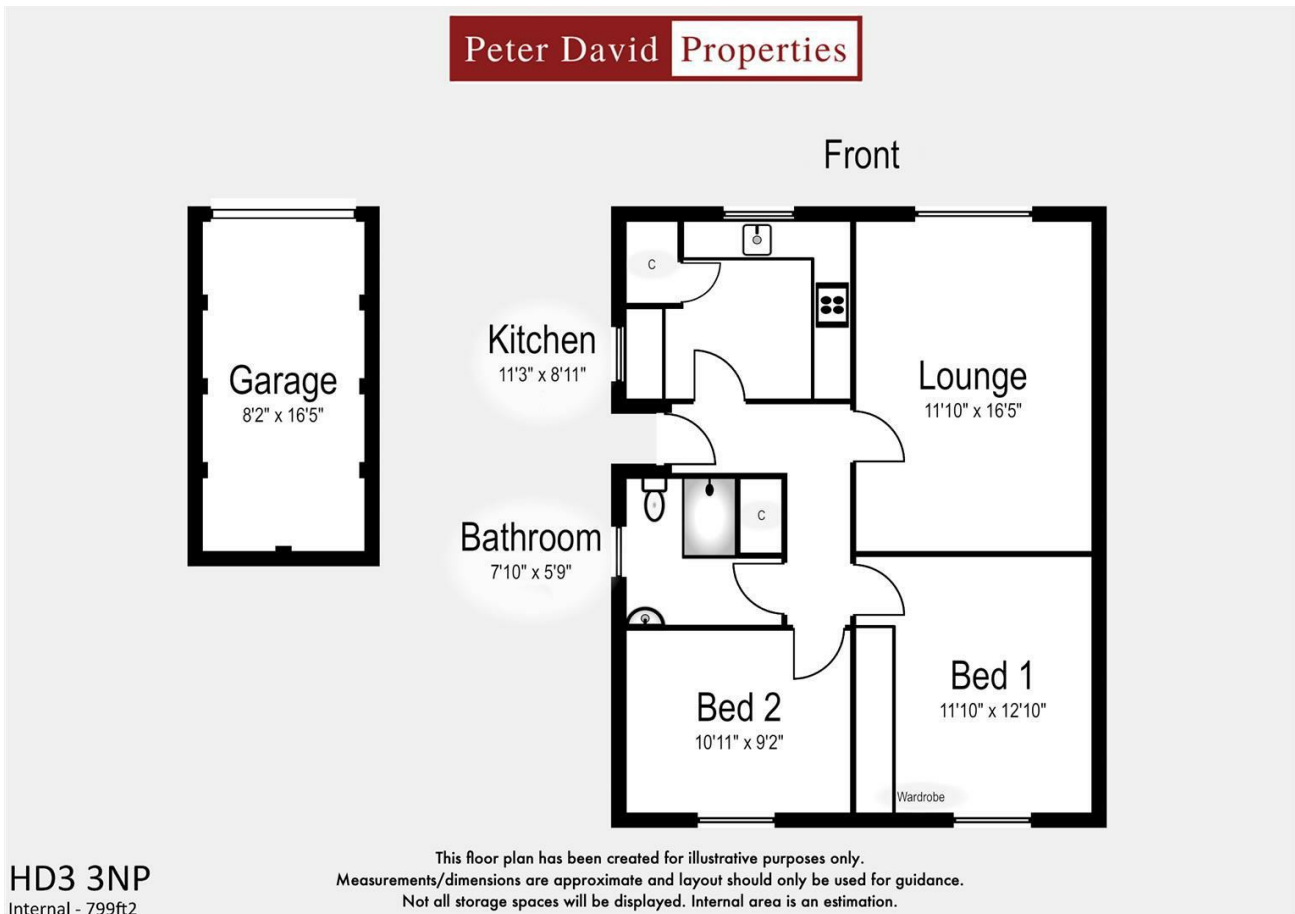 Peter David Properties
Front
C
Kitchen
11'3" x 8'11"
Garage
8'2" x 16'5"
Lounge
11'10" x 16'5"
C
Bathroom
7'10" x 5'9"
Bed 1
11'10" x 12'10"
Bed 2
10'11" x 9'2"
Wardrobe
This floor plan has been created for illustrative purposes only.
Measurements/dimensions are approximate and layout should only be used for guidance.
Not all storage spaces will be displayed. Internal area is an estimation.
HD3 3NP
Internal - 799ft2